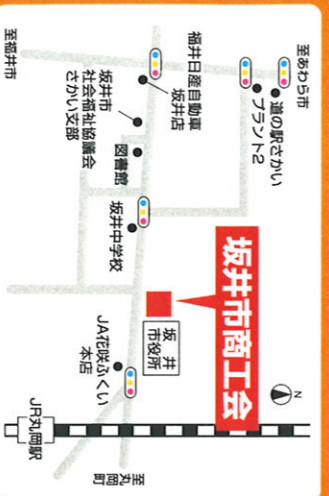 至あわら市
道の駅さかい
プラント2
福井日産自動車
坂井店
坂井市
社会福祉協議会
さかい支部
図書館
至福井市
坂井中学校
坂井市商工会
坂井
市役所
JA花咲ふくい
本店
N
JR丸岡駅
至丸岡町